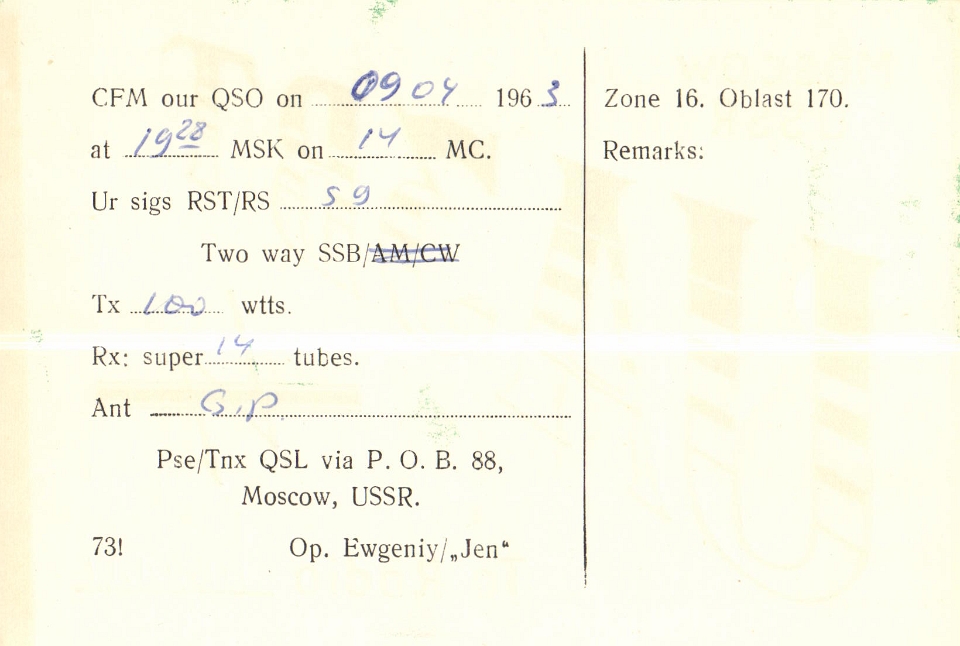 CFM our QSO on 09 04 1963
at 19 28 MSK on 14 MC.
Ur sigs RST/RS 59
Two way SSB/AM/CW
Tx 100 wtts.
Rx: super 14 tubes.
Ant G.P.
Pse/Tnx QSL via P. O. B. 88,
Moscow, USSR.
73! Op. Ewgeniy/„Jen“
Zone 16. Oblast 170.
Remarks: